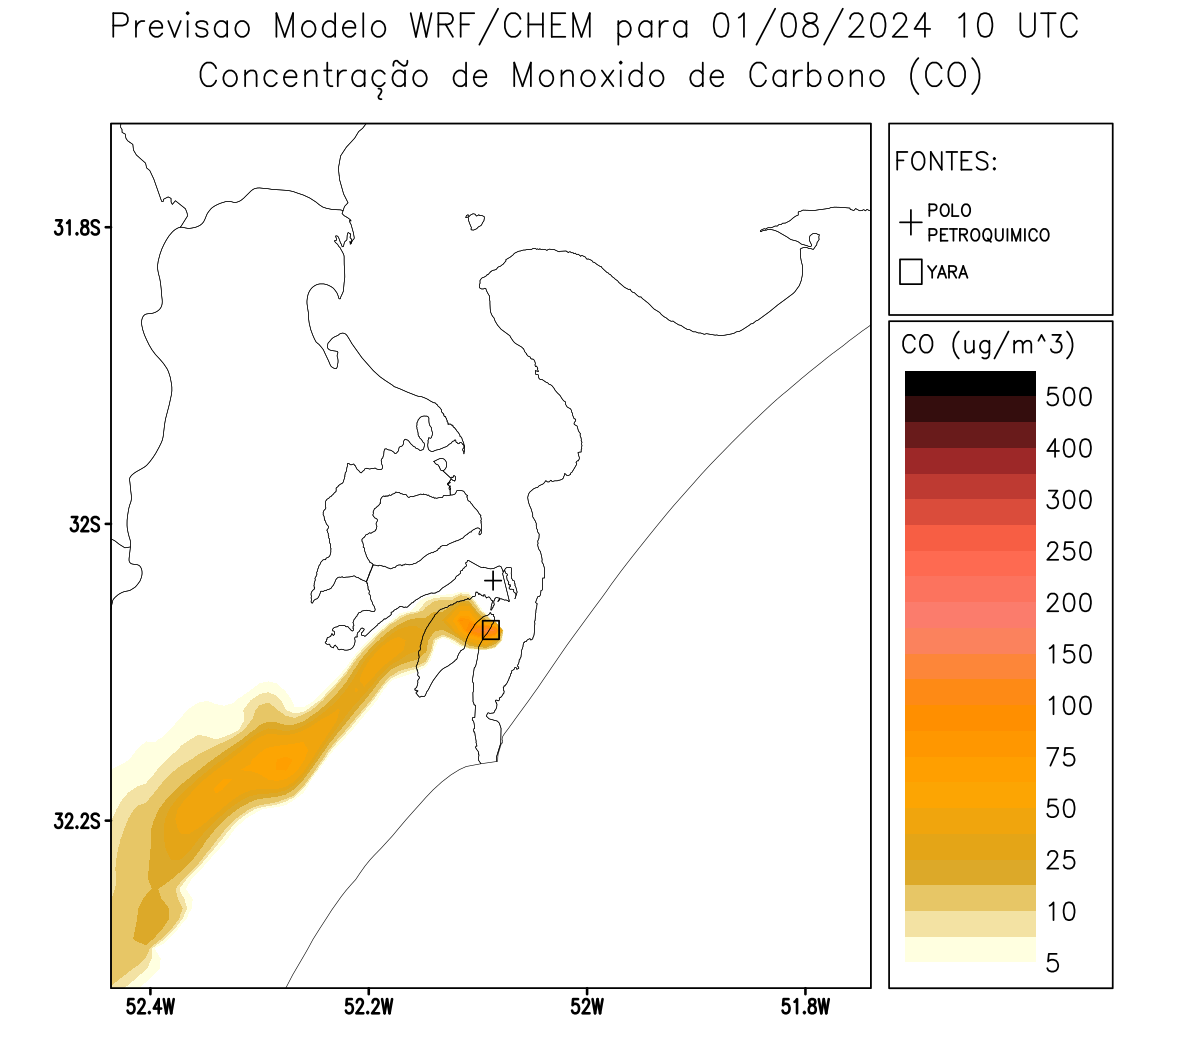 Previsao Modelo WRF/CHEM para 01/08/2024 10 UTC
Concentração de Monoxido de Carbono (CO)
FONTES:
POLO
PETROQUIMICO
YARA
CO (ug/m^3)
500
400
300
250
200
150
100
75
50
25
10
5
31.8S
32S
32.2S
52.4W
52.2W
52W
51.8W